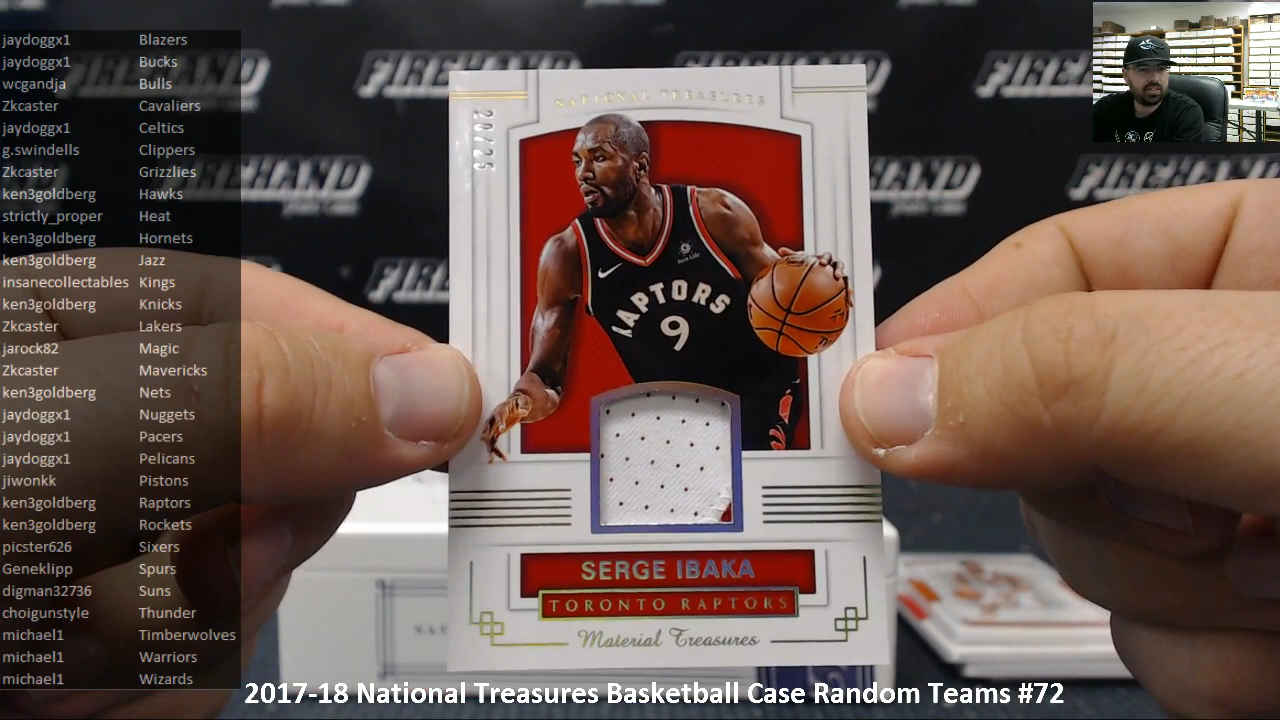 jaydoggx1 Blazers
jaydoggx1 Bucks
wcgandja Bulls
Zkcaster Cavaliers
jaydoggx1 Celtics
g.swindells Clippers
Zkcaster Grizzlies
ken3goldberg Hawks
strictly_proper Heat
ken3goldberg Hornets
ken3goldberg Jazz
insanecollectables Kings
ken3goldberg Knicks
Zkcaster Lakers
jarock82 Magic
Zkcaster Mavericks
ken3goldberg Nets
jaydoggx1 Nuggets
jaydoggx1 Pacers
jaydoggx1 Pelicans
jiwonkk Pistons
ken3goldberg Raptors
ken3goldberg Rockets
picster626 Sixers
Geneklipp Spurs
digman32736 Suns
choigunstyle Thunder
michael1 Timberwolves
michael1 Warriors
michael1 Wizards
FIREHAND
FIREHAND
FIREHAND
FIREHAND
NATIONAL TREASURES
20/25
RAPTORS
9
SERGE IBAKA
TORONTO RAPTORS
Material Treasures
2017-18 National Treasures Basketball Case Random Teams #72